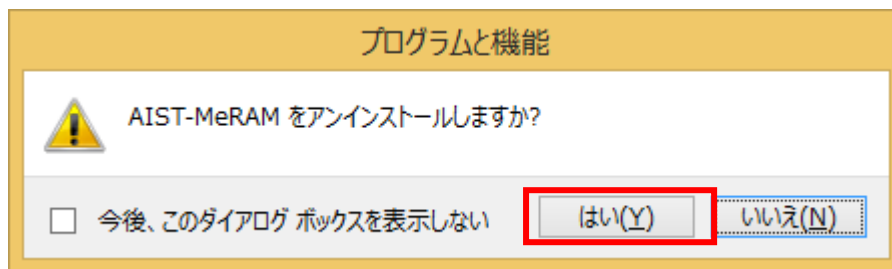 プログラムと機能
AIST-MeRAM をアンインストールしますか?
今後、このダイアログ ボックスを表示しない はい(Y) いいえ(N)